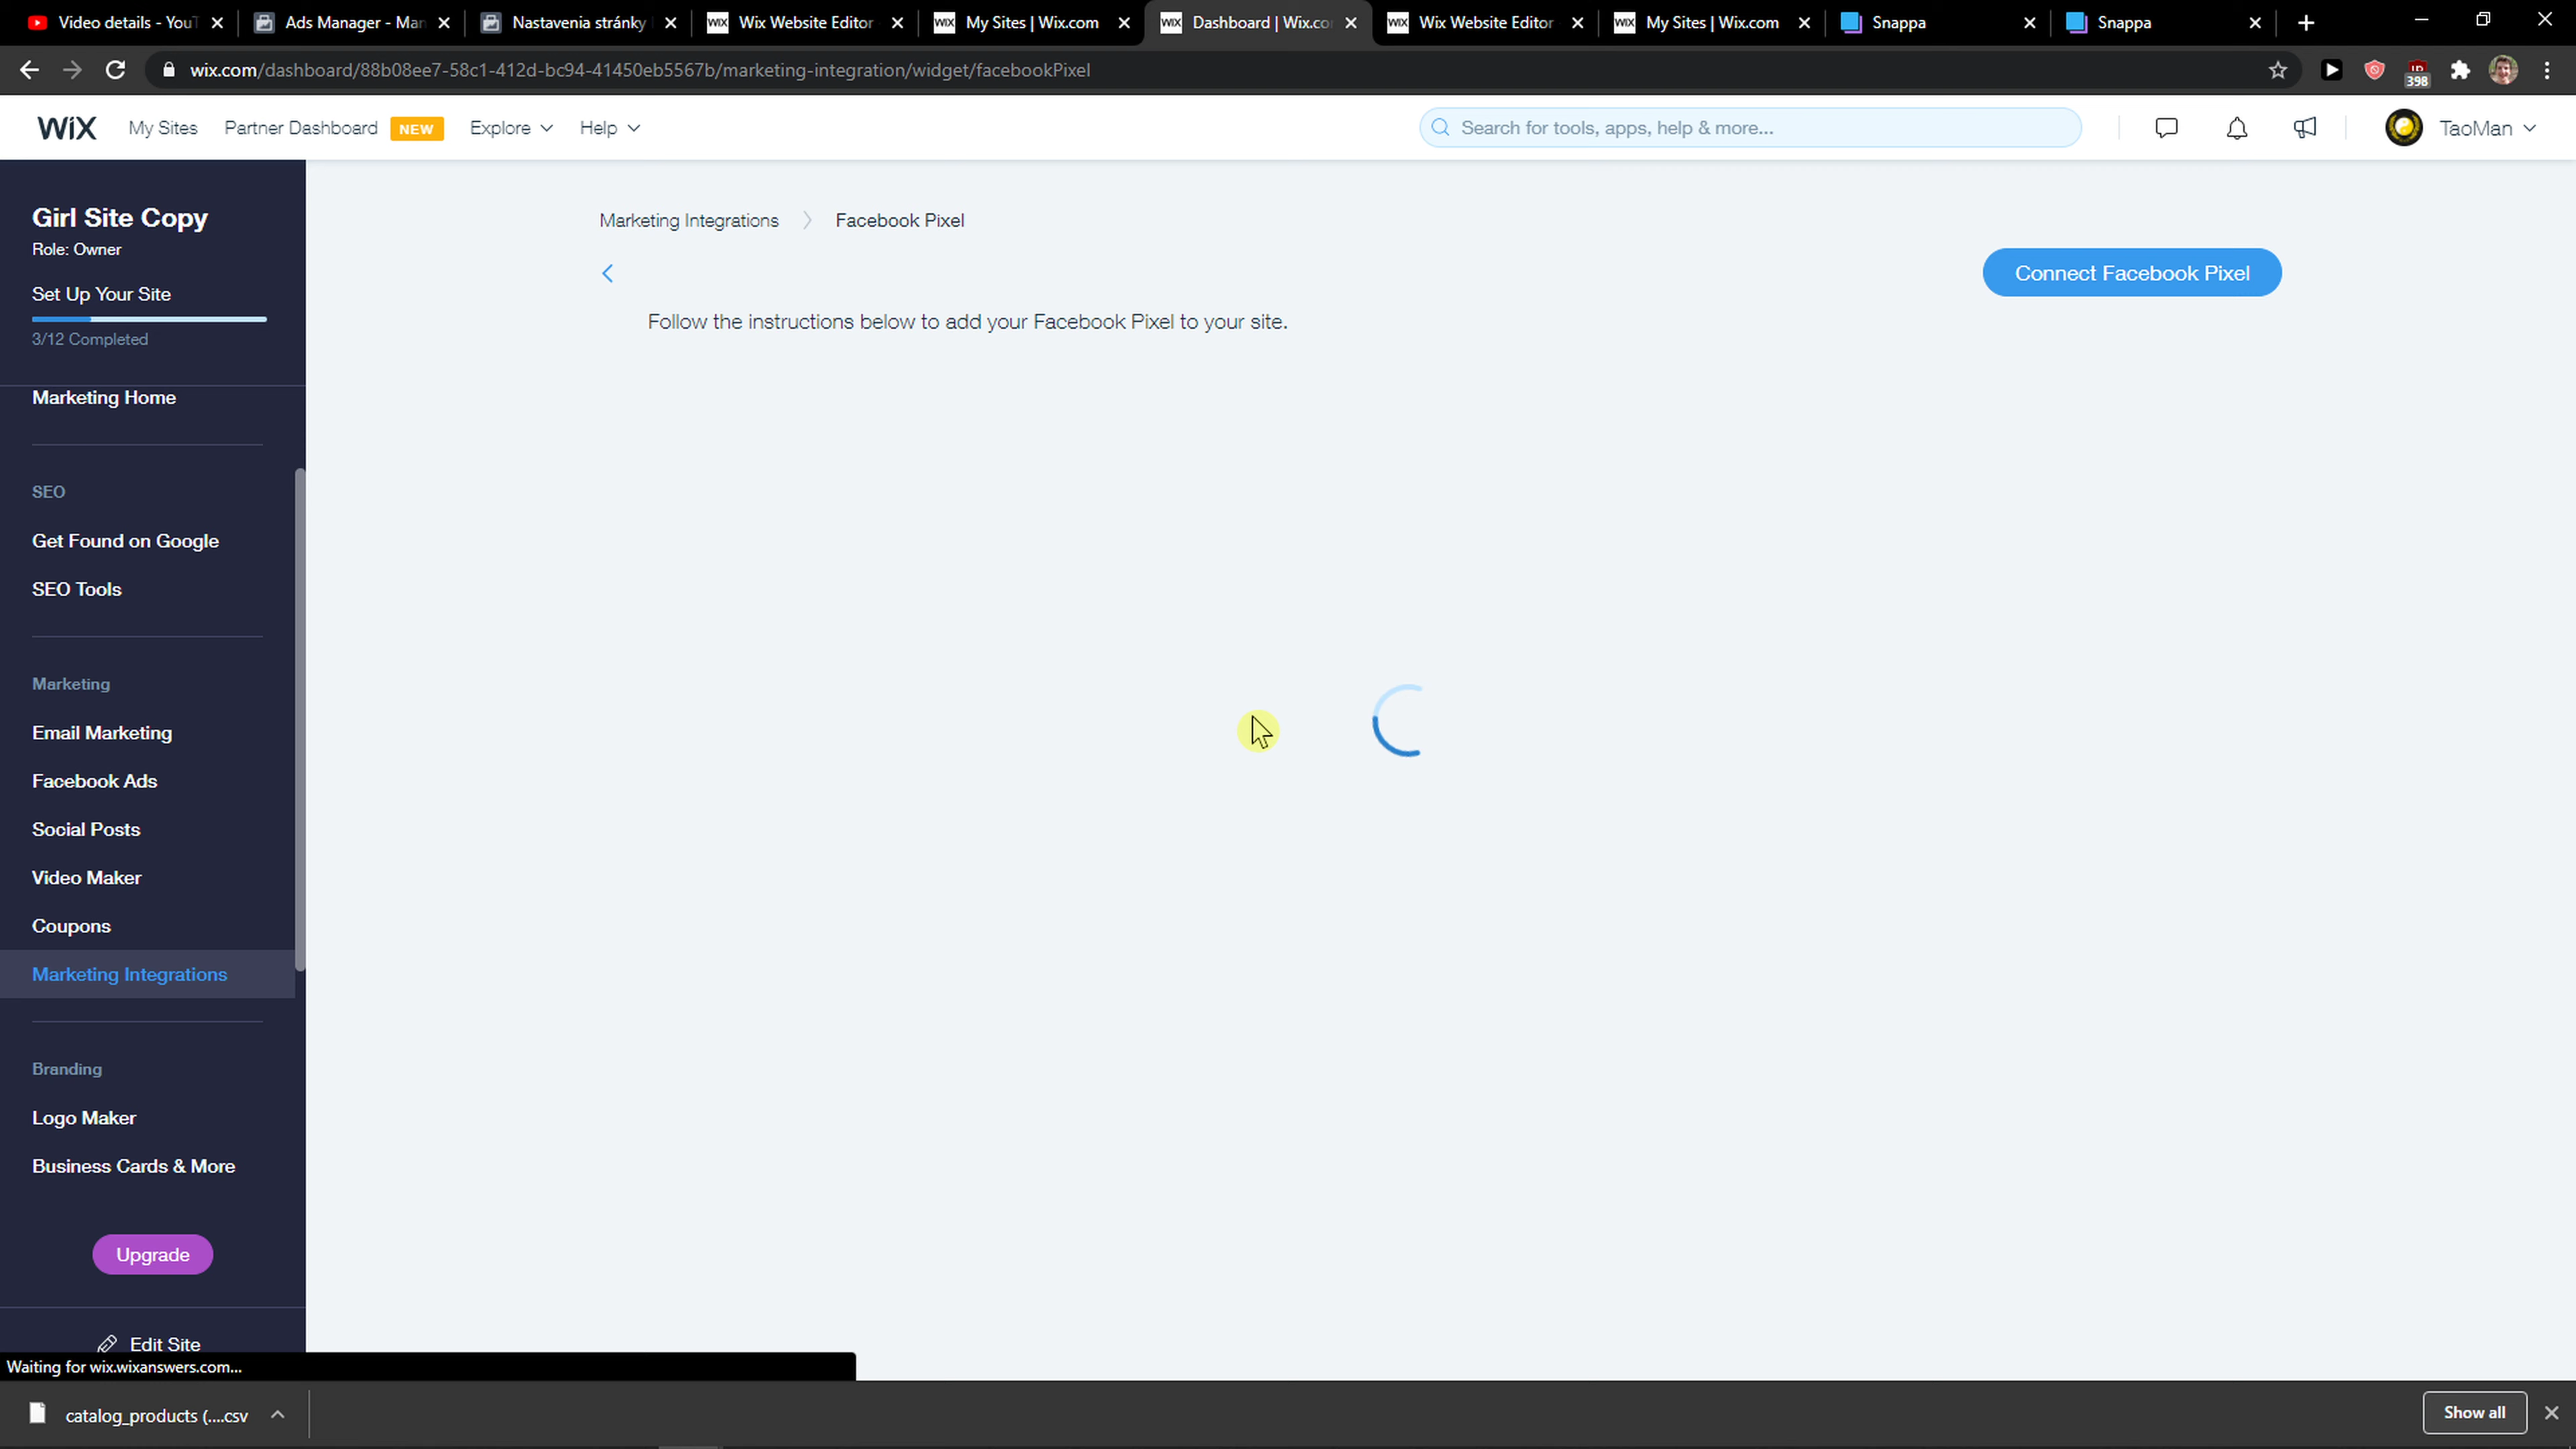 Video details - YouT
Ads Manager - Man
Nastavenia stránky
Wix Website Editor
My Sites | Wix.com
Dashboard | Wix.co
Wix Website Editor
My Sites | Wix.com
Snappa
Snappa
wix.com/dashboard/88b08ee7-58c1-412d-bc94-41450eb5567b/marketing-integration/widget/facebookPixel
398
WiX
My Sites
Partner Dashboard
NEW
Explore
Help
Search for tools, apps, help & more...
TaoMan
Girl Site Copy
Role: Owner
Set Up Your Site
3/12 Completed
Marketing Home
SEO
Get Found on Google
SEO Tools
Marketing
Email Marketing
Facebook Ads
Social Posts
Video Maker
Coupons
Marketing Integrations
Branding
Logo Maker
Business Cards & More
Upgrade
Edit Site
Marketing Integrations
Facebook Pixel
Connect Facebook Pixel
Follow the instructions below to add your Facebook Pixel to your site.
Waiting for wix.wixanswers.com...
catalog_products (....csv
Show all